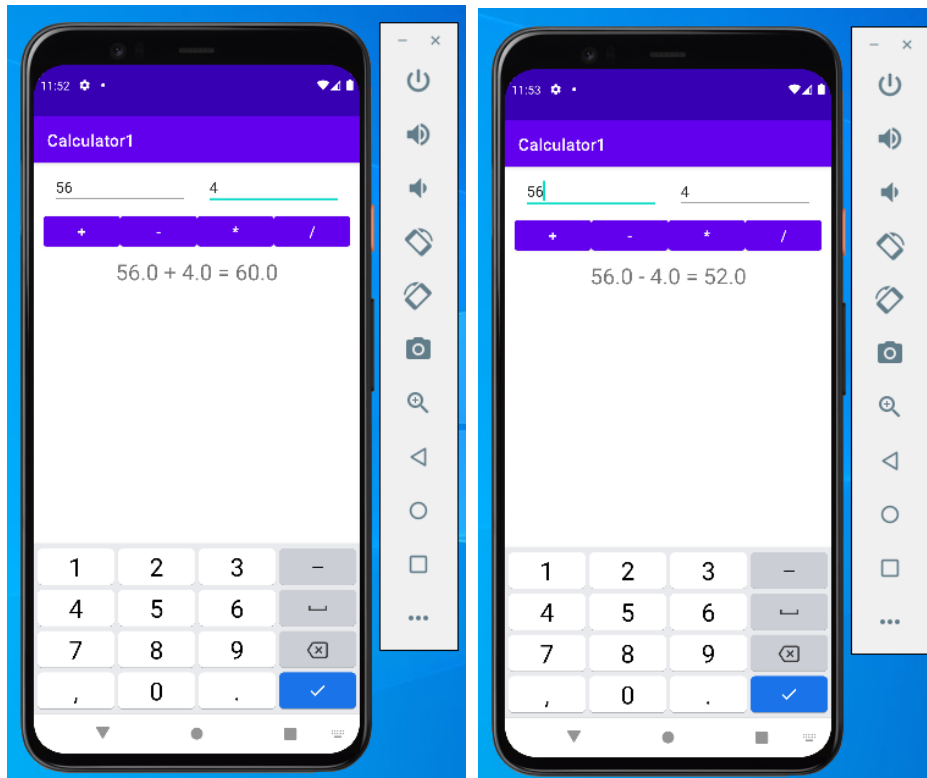 11:52
Calculator1
56 4
+ - * /
56.0 + 4.0 = 60.0
1 2 3 –
4 5 6
7 8 9
, 0 .
11:53
Calculator1
56 4
+ - * /
56.0 - 4.0 = 52.0
1 2 3 –
4 5 6
7 8 9
, 0 .